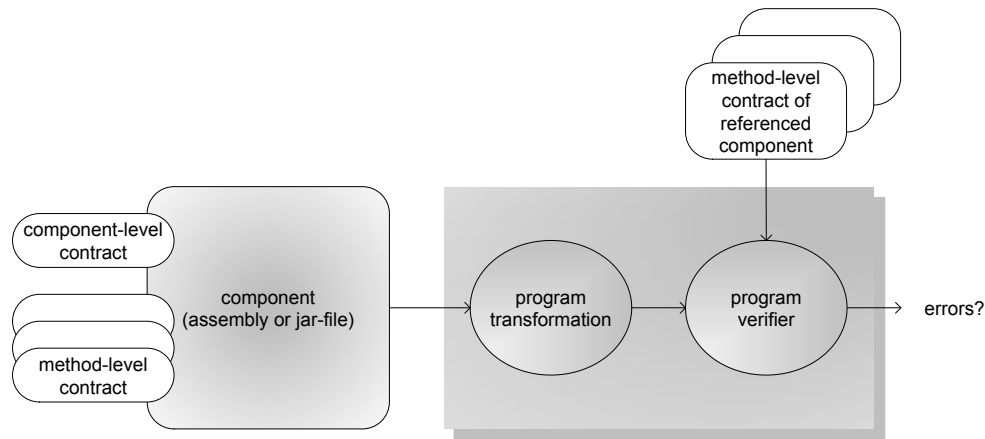 method-level
contract of
referenced
component
component-level
contract
component
(assembly or jar-file)
program
transformation
program
verifier
errors?
method-level
contract